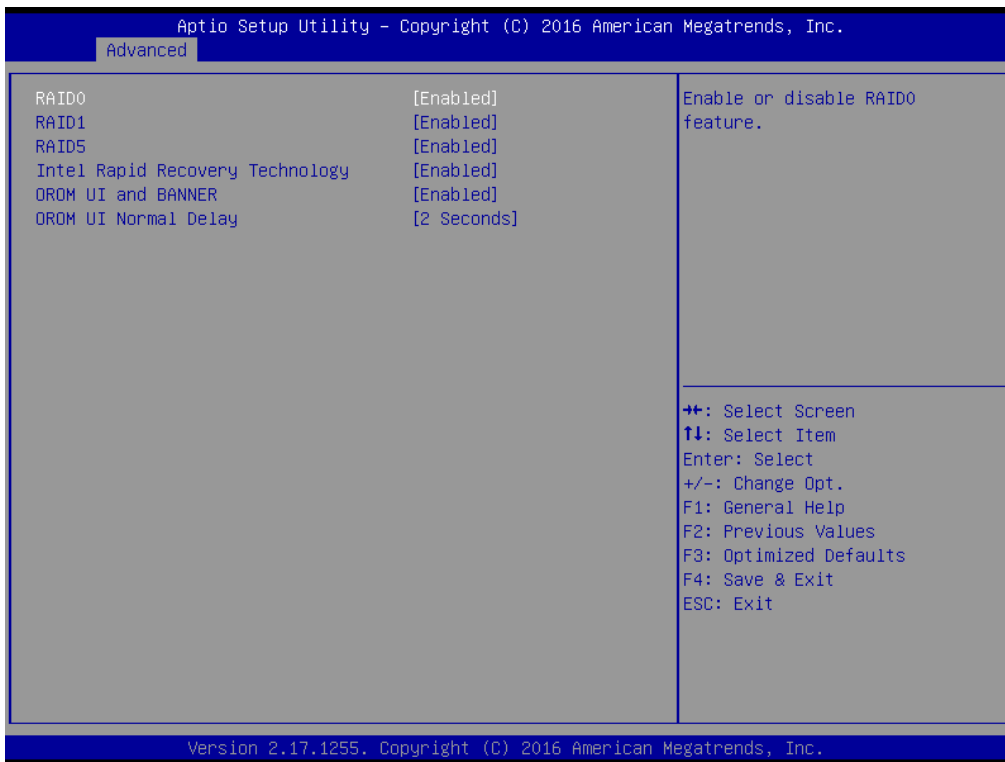 Aptio Setup Utility – Copyright (C) 2016 American Megatrends, Inc.
Advanced
RAID0 [Enabled]
RAID1 [Enabled]
RAID5 [Enabled]
Intel Rapid Recovery Technology [Enabled]
OROM UI and BANNER [Enabled]
OROM UI Normal Delay [2 Seconds]
Enable or disable RAID0
feature.
→←: Select Screen
↑↓: Select Item
Enter: Select
+/-: Change Opt.
F1: General Help
F2: Previous Values
F3: Optimized Defaults
F4: Save & Exit
ESC: Exit
Version 2.17.1255. Copyright (C) 2016 American Megatrends, Inc.